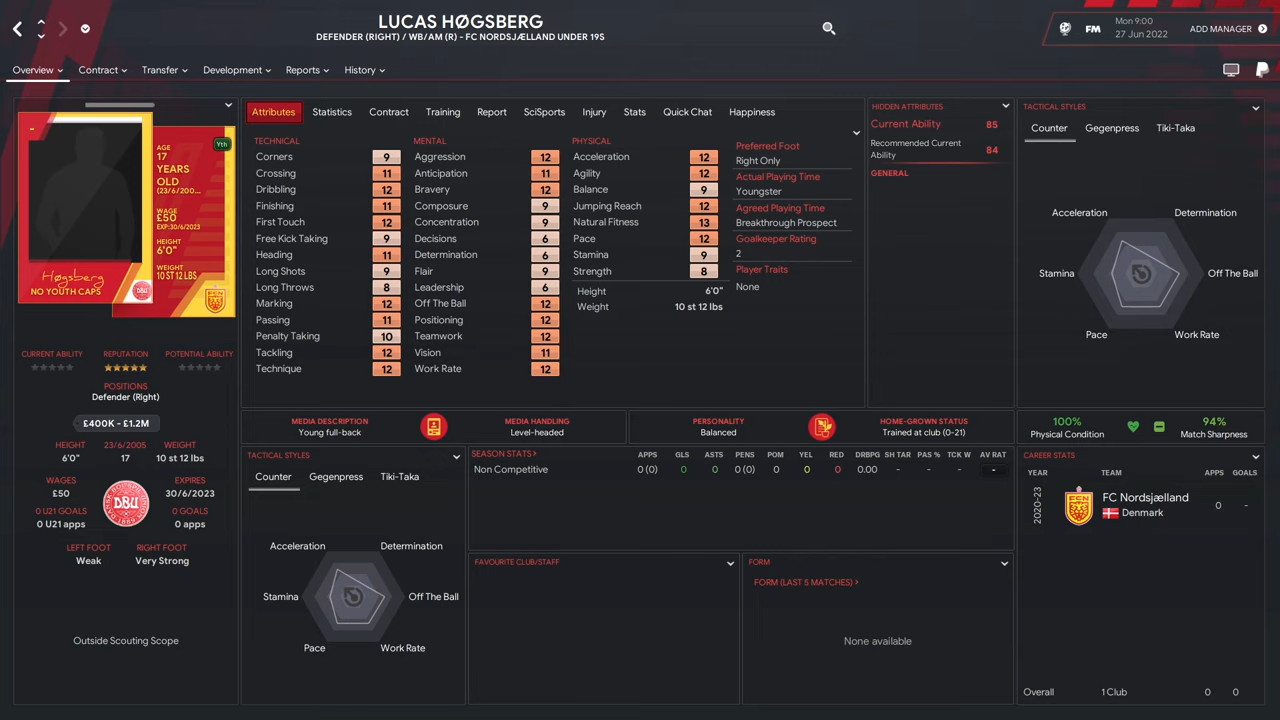 LUCAS HØGSBERG
DEFENDER (RIGHT) / WB/AM (R) - FC NORDSJÆLLAND UNDER 19S
FM
Mon 9:00
27 Jun 2022
ADD MANAGER
Overview
Contract
Transfer
Development
Reports
History
-
AGE
17
YEARS
OLD
(23/6/200...
Yth
WAGE
£50
EXP:30/6/2023
HEIGHT
6'0"
WEIGHT
10 ST 12 LBS
Høgsberg
NO YOUTH CAPS
CURRENT ABILITY
REPUTATION
POTENTIAL ABILITY
POSITIONS
Defender (Right)
£400K - £1.2M
HEIGHT 23/6/2005 WEIGHT
6'0" 17 10 st 12 lbs
WAGES EXPIRES
£50 30/6/2023
DBU
0 U21 GOALS 0 GOALS
0 U21 apps 0 apps
LEFT FOOT RIGHT FOOT
Weak Very Strong
Outside Scouting Scope
Attributes
Statistics
Contract
Training
Report
SciSports
Injury
Stats
Quick Chat
Happiness
TECHNICAL
Corners 9
Crossing 11
Dribbling 12
Finishing 11
First Touch 12
Free Kick Taking 9
Heading 11
Long Shots 9
Long Throws 8
Marking 12
Passing 11
Penalty Taking 10
Tackling 12
Technique 12
MENTAL
Aggression 12
Anticipation 11
Bravery 12
Composure 9
Concentration 9
Decisions 6
Determination 6
Flair 9
Leadership 6
Off The Ball 12
Positioning 12
Teamwork 12
Vision 11
Work Rate 12
PHYSICAL
Acceleration 12
Agility 12
Balance 9
Jumping Reach 12
Natural Fitness 13
Pace 12
Stamina 9
Strength 8
Height 6'0"
Weight 10 st 12 lbs
Preferred Foot
Right Only
Actual Playing Time
Youngster
Agreed Playing Time
Breakthrough Prospect
Goalkeeper Rating
2
Player Traits
None
HIDDEN ATTRIBUTES
Current Ability 85
Recommended Current Ability 84
GENERAL
TACTICAL STYLES
Counter
Gegenpress
Tiki-Taka
Acceleration
Determination
Stamina
Off The Ball
Pace
Work Rate
MEDIA DESCRIPTION
Young full-back
MEDIA HANDLING
Level-headed
PERSONALITY
Balanced
HOME-GROWN STATUS
Trained at club (0-21)
100%
Physical Condition
94%
Match Sharpness
TACTICAL STYLES
Counter
Gegenpress
Tiki-Taka
Acceleration
Determination
Stamina
Off The Ball
Pace
Work Rate
SEASON STATS> APPS GLS ASTS PENS POM YEL RED DRBPG SH TAR PAS % TCK W AV RAT
Non Competitive 0 (0) 0 0 0 (0) 0 0 0 0.00 - - - -
FAVOURITE CLUB/STAFF
FORM
FORM (LAST 5 MATCHES) >
None available
CAREER STATS
YEAR TEAM APPS GOALS
2020-23
FC Nordsjælland 0 -
Denmark
Overall 1 Club 0 0